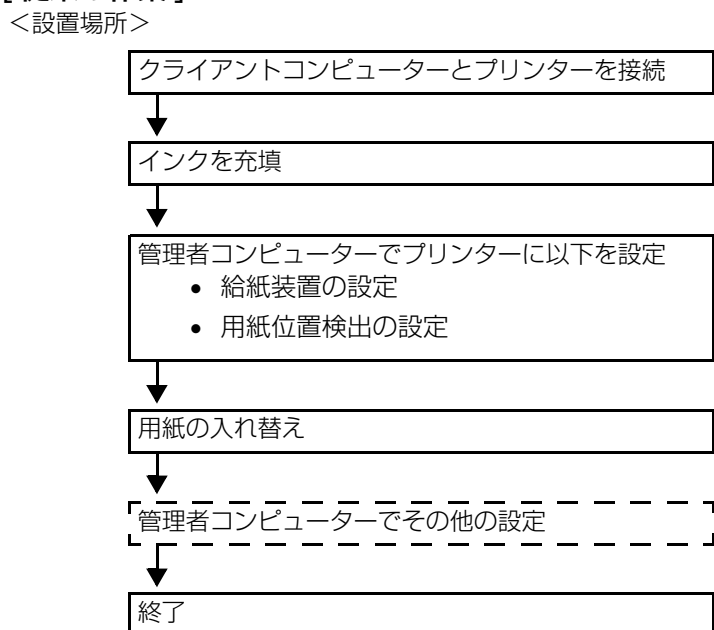 ＜設置場所＞
クライアントコンピューターとプリンターを接続
インクを充填
管理者コンピューターでプリンターに以下を設定
• 給紙装置の設定
• 用紙位置検出の設定
用紙の入れ替え
管理者コンピューターでその他の設定
終了